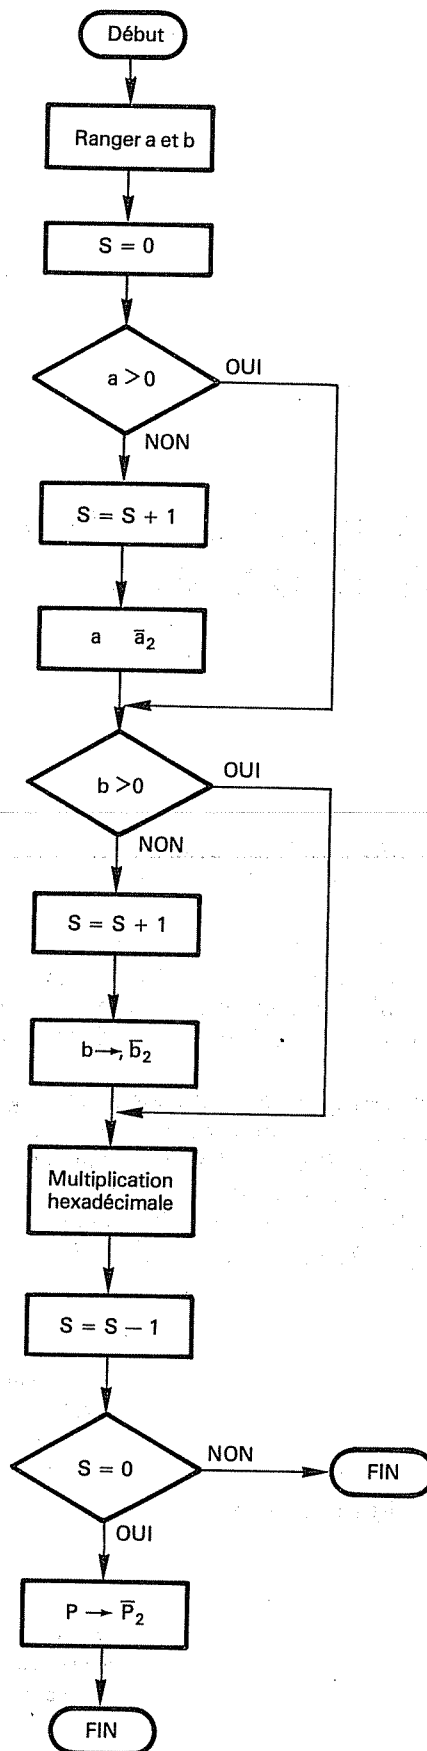 Début
Ranger a et b
S = 0
a > 0
OUI
NON
S = S + 1
a a̅₂
b > 0
OUI
NON
S = S + 1
b →, b̅₂
Multiplication
hexadécimale
S = S − 1
S = 0
NON
FIN
OUI
P → P̅₂
FIN